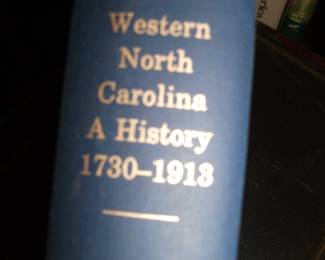 Western
North
Carolina
A History
1730–1913